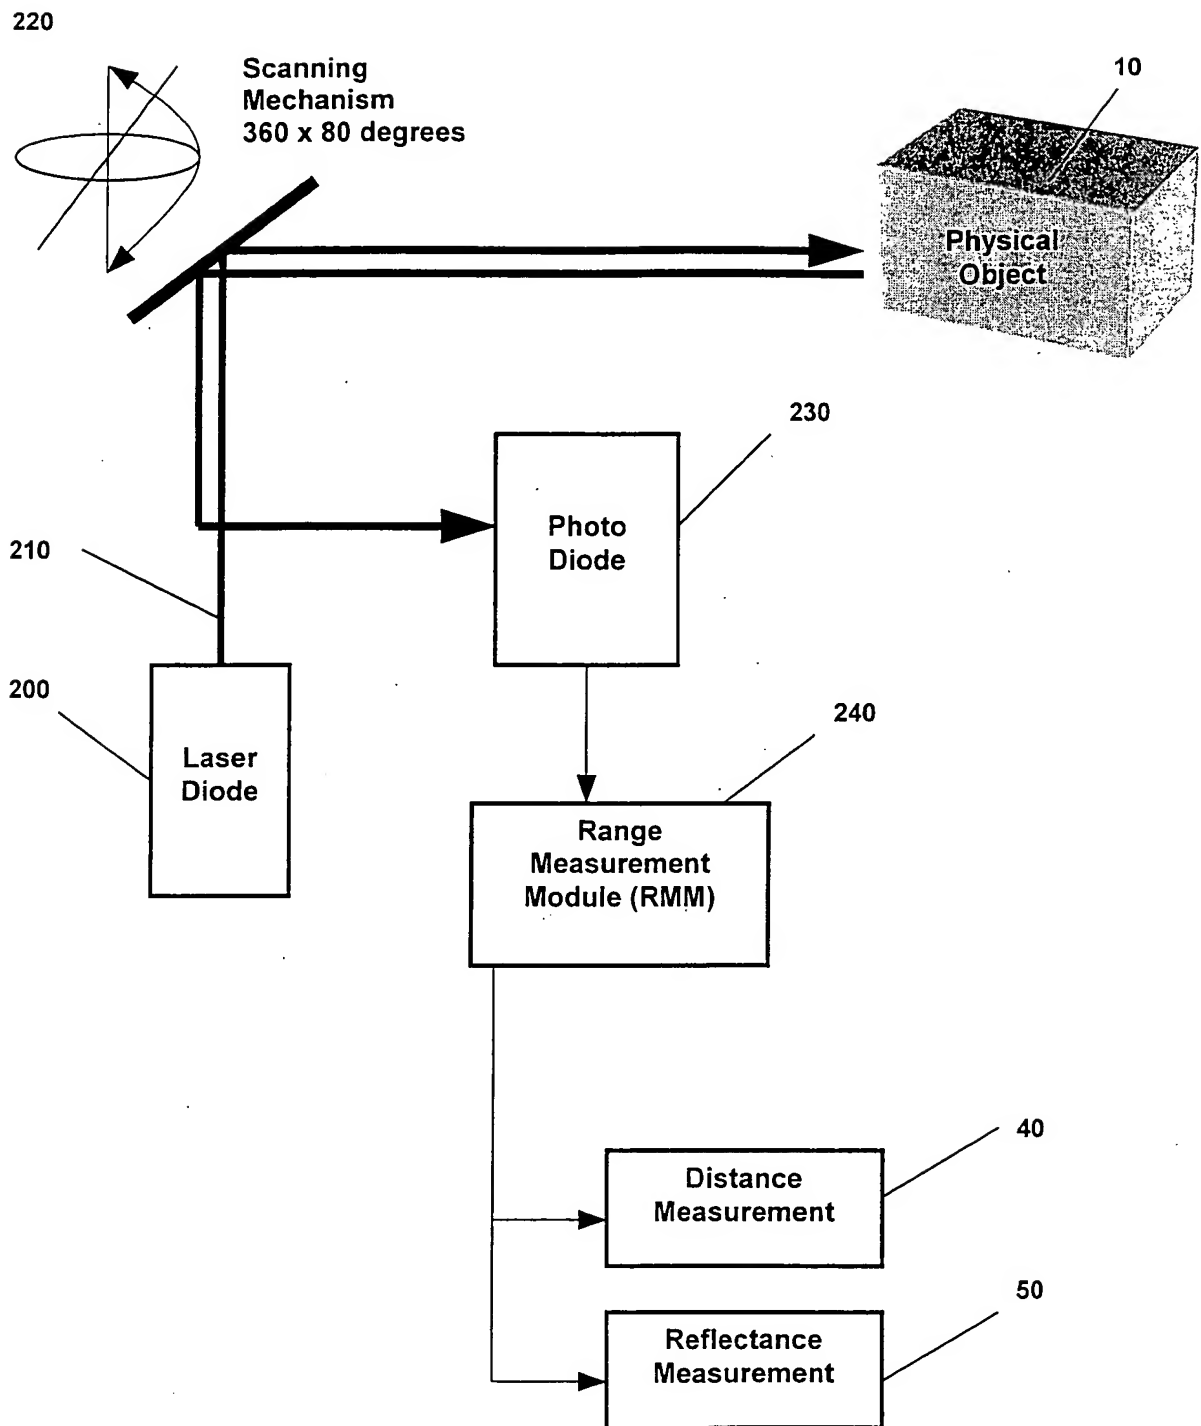 220
Scanning
Mechanism
360 x 80 degrees
10
Physical
Object
230
Photo
Diode
210
200
Laser
Diode
240
Range
Measurement
Module (RMM)
40
Distance
Measurement
50
Reflectance
Measurement